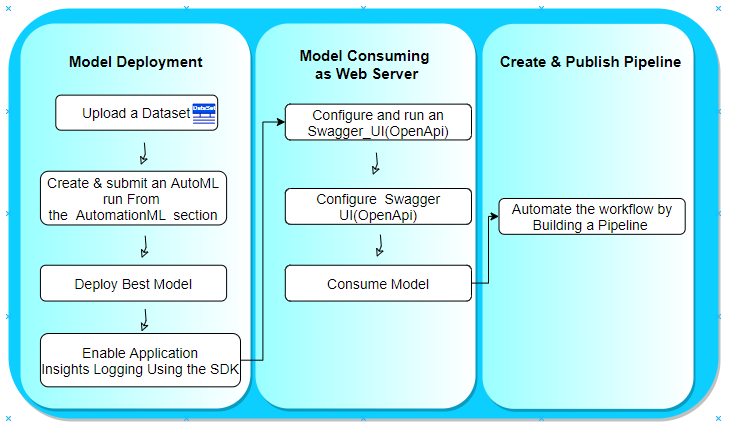 Model Deployment
Upload a Dataset
DataSet
Create & submit an AutoML
run From
the AutomationML section
Deploy Best Model
Enable Application
Insights Logging Using the SDK
Model Consuming
as Web Server
Configure and run an
Swagger_UI(OpenApi)
Configure Swagger
UI(OpenApi)
Consume Model
Create & Publish Pipeline
Automate the workflow by
Building a Pipeline